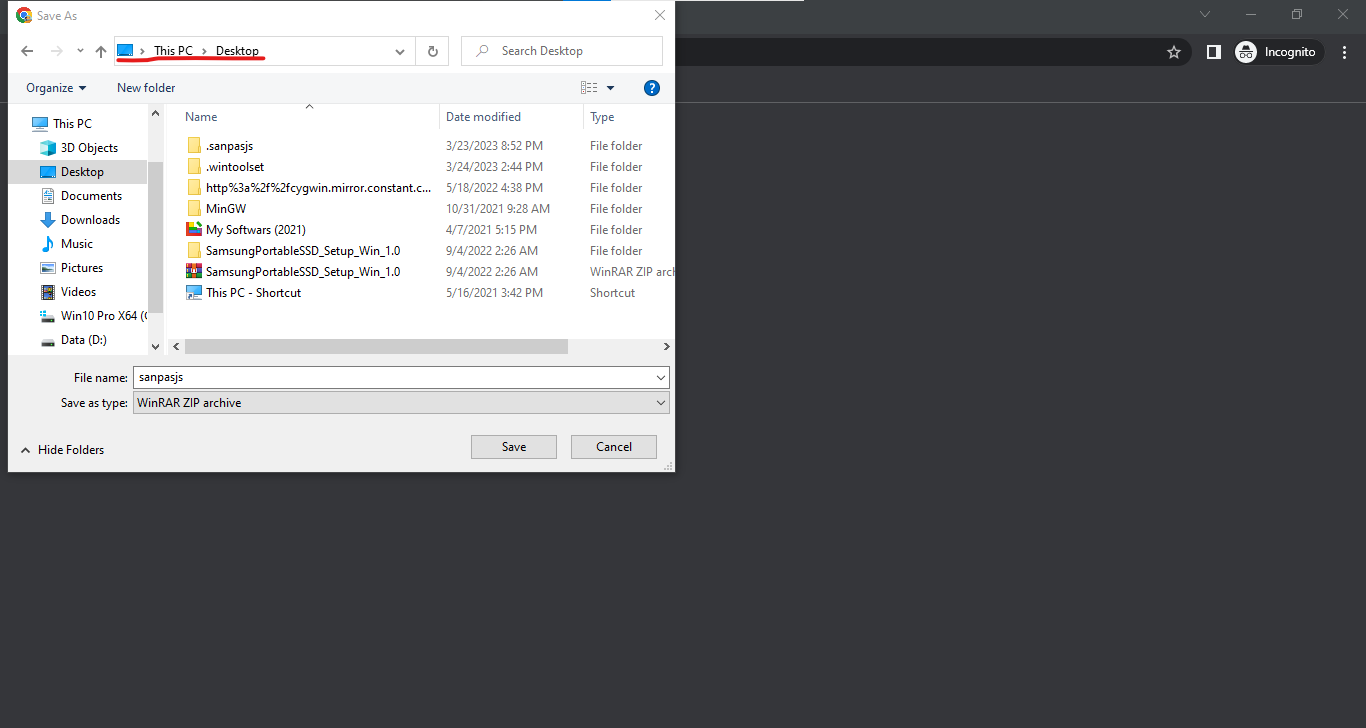 Save As
This PC
Desktop
Search Desktop
Incognito
Organize
New folder
?
This PC
3D Objects
Desktop
Documents
Downloads
Music
Pictures
Videos
Win10 Pro X64 (
Data (D:)
Name Date modified Type
.sanpasjs 3/23/2023 8:52 PM File folder
.wintoolset 3/24/2023 2:44 PM File folder
http%3a%2f%2fcygwin.mirror.constant.c... 5/18/2022 4:38 PM File folder
MinGW 10/31/2021 9:28 AM File folder
My Softwars (2021) 4/7/2021 5:15 PM File folder
SamsungPortableSSD_Setup_Win_1.0 9/4/2022 2:26 AM File folder
SamsungPortableSSD_Setup_Win_1.0 9/4/2022 2:26 AM WinRAR ZIP arch
This PC - Shortcut 5/16/2021 3:42 PM Shortcut
File name: sanpasjs
Save as type: WinRAR ZIP archive
Hide Folders
Save
Cancel